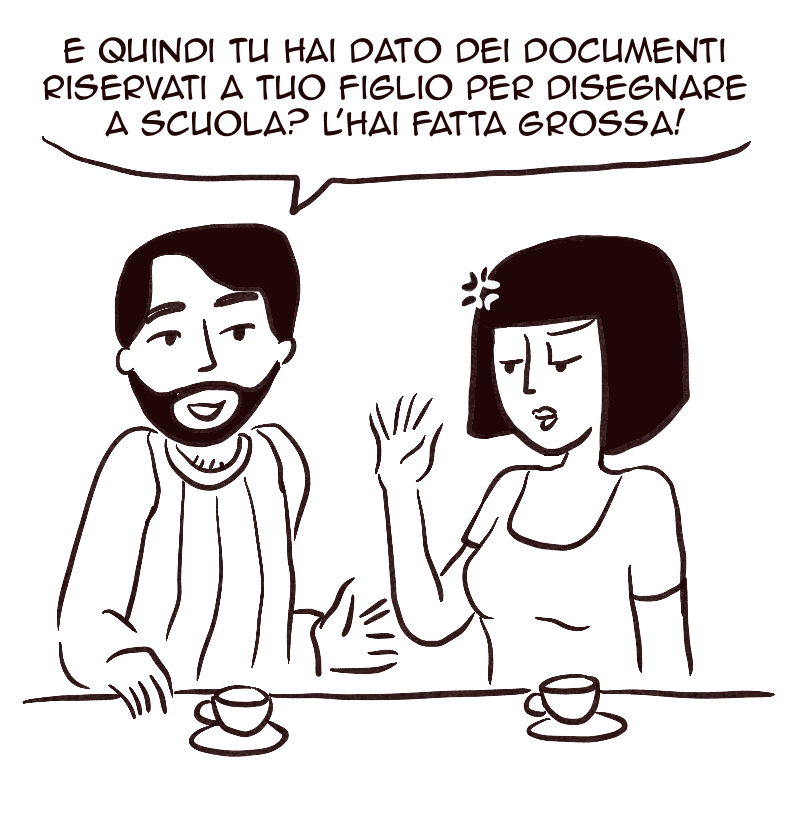 E QUINDI TU HAI DATO DEI DOCUMENTI
RISERVATI A TUO FIGLIO PER DISEGNARE
A SCUOLA? L'HAI FATTA GROSSA!